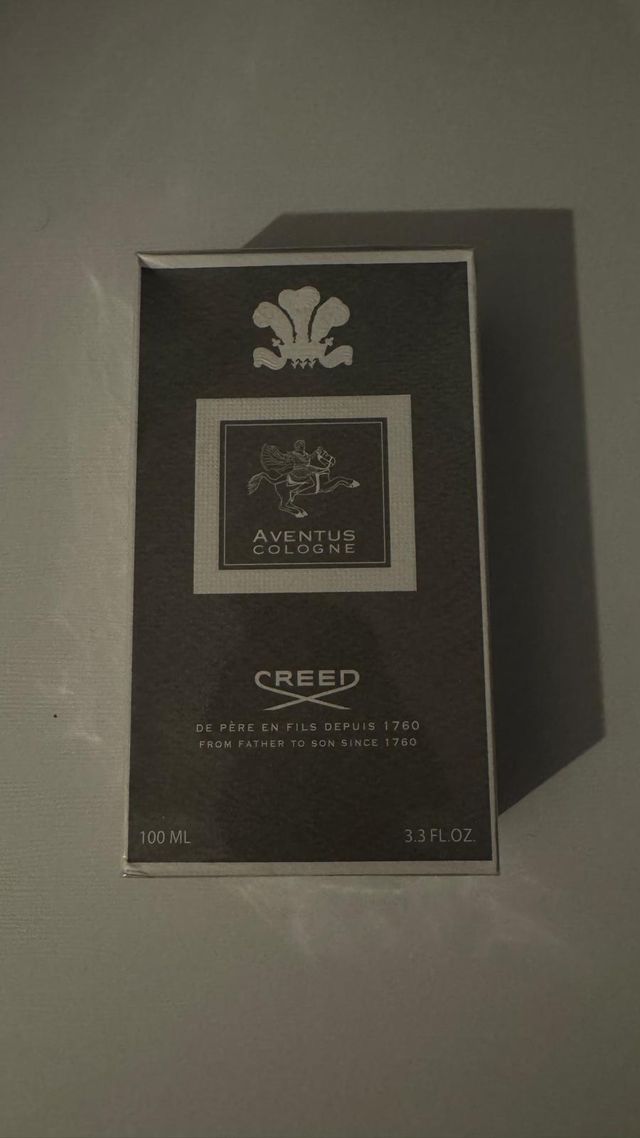 AVENTUS
COLOGNE
CREED
DE PÈRE EN FILS DEPUIS 1760
FROM FATHER TO SON SINCE 1760
100 ML
3.3 FL.OZ.